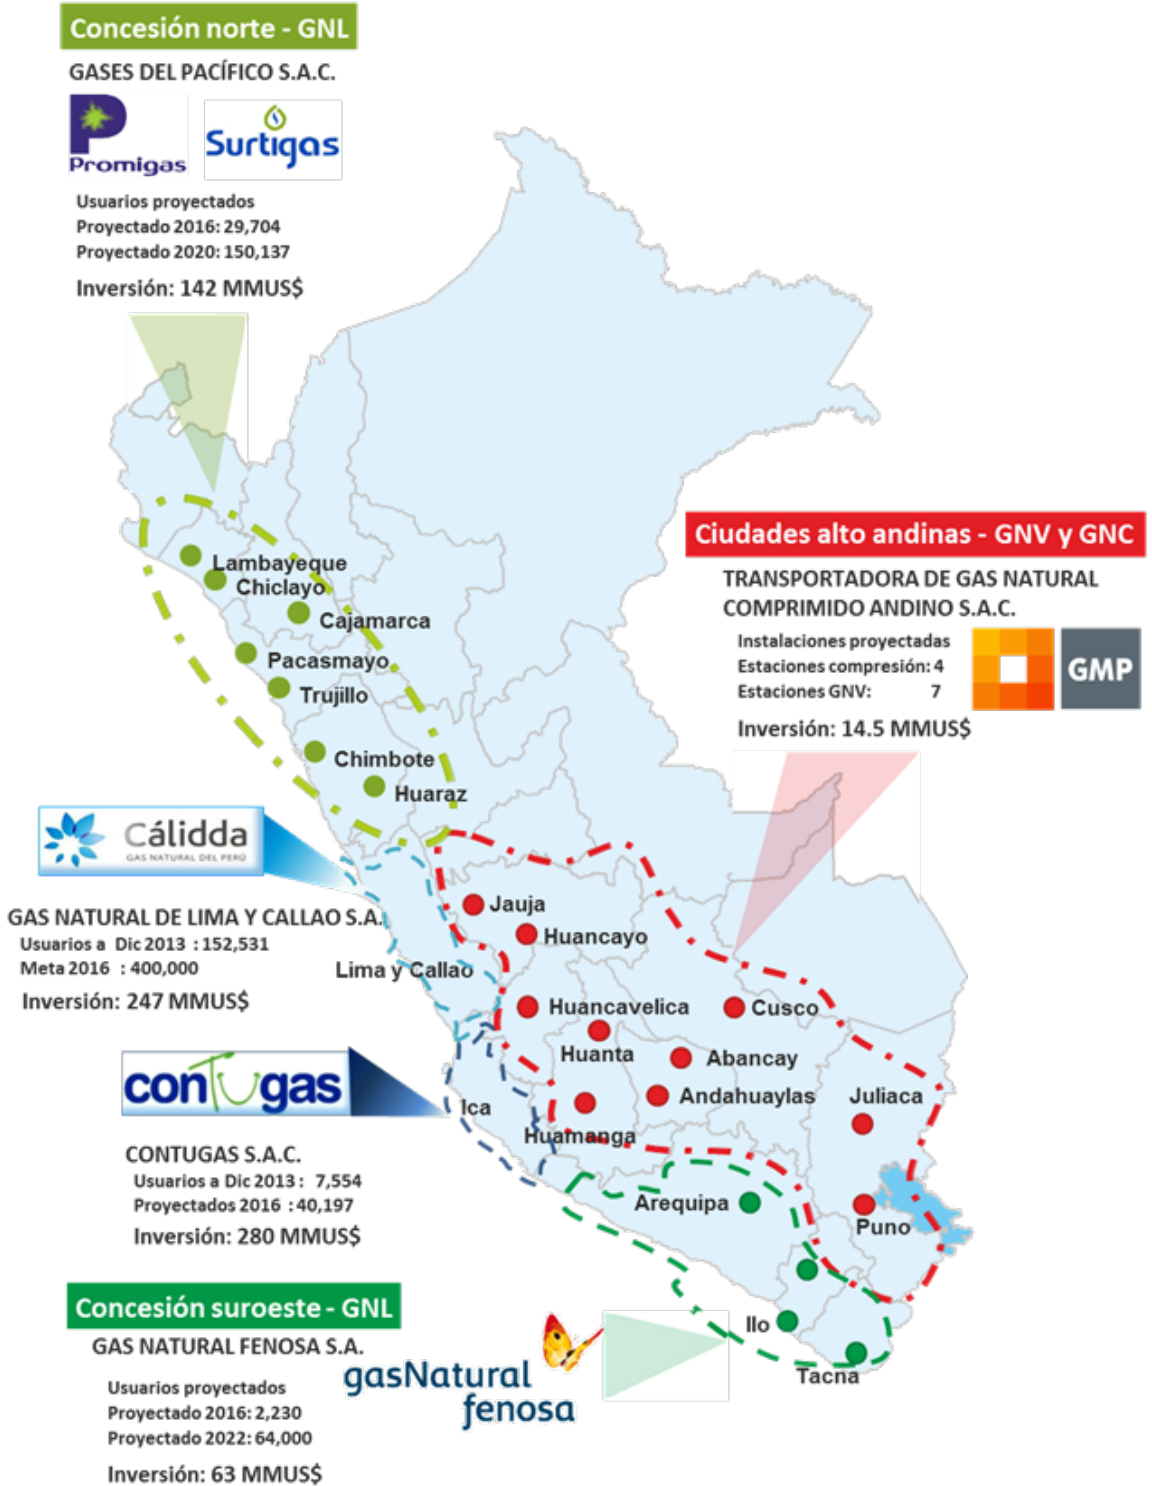 Concesión norte - GNL
GASES DEL PACÍFICO S.A.C.
Promigas
Surtigas
Usuarios proyectados
Proyectado 2016: 29,704
Proyectado 2020: 150,137
Inversión: 142 MMUS$
Ciudades alto andinas - GNV y GNC
TRANSPORTADORA DE GAS NATURAL
COMPRIMIDO ANDINO S.A.C.
Instalaciones proyectadas
Estaciones compresión: 4
Estaciones GNV: 7
GMP
Inversión: 14.5 MMUS$
Lambayeque
Chiclayo
Cajamarca
Pacasmayo
Trujillo
Chimbote
Huaraz
Cálidda
GAS NATURAL DEL PERÚ
GAS NATURAL DE LIMA Y CALLAO S.A.
Usuarios a Dic 2013 : 152,531
Meta 2016 : 400,000
Inversión: 247 MMUS$
Lima y Callao
Jauja
Huancayo
Huancavelica
Cusco
Huanta
Abancay
Andahuaylas
Juliaca
Huamanga
Puno
conTugas
Ica
CONTUGAS S.A.C.
Usuarios a Dic 2013 : 7,554
Proyectados 2016 : 40,197
Inversión: 280 MMUS$
Arequipa
Ilo
Tacna
Concesión suroeste - GNL
GAS NATURAL FENOSA S.A.
gasNatural
fenosa
Usuarios proyectados
Proyectado 2016: 2,230
Proyectado 2022: 64,000
Inversión: 63 MMUS$